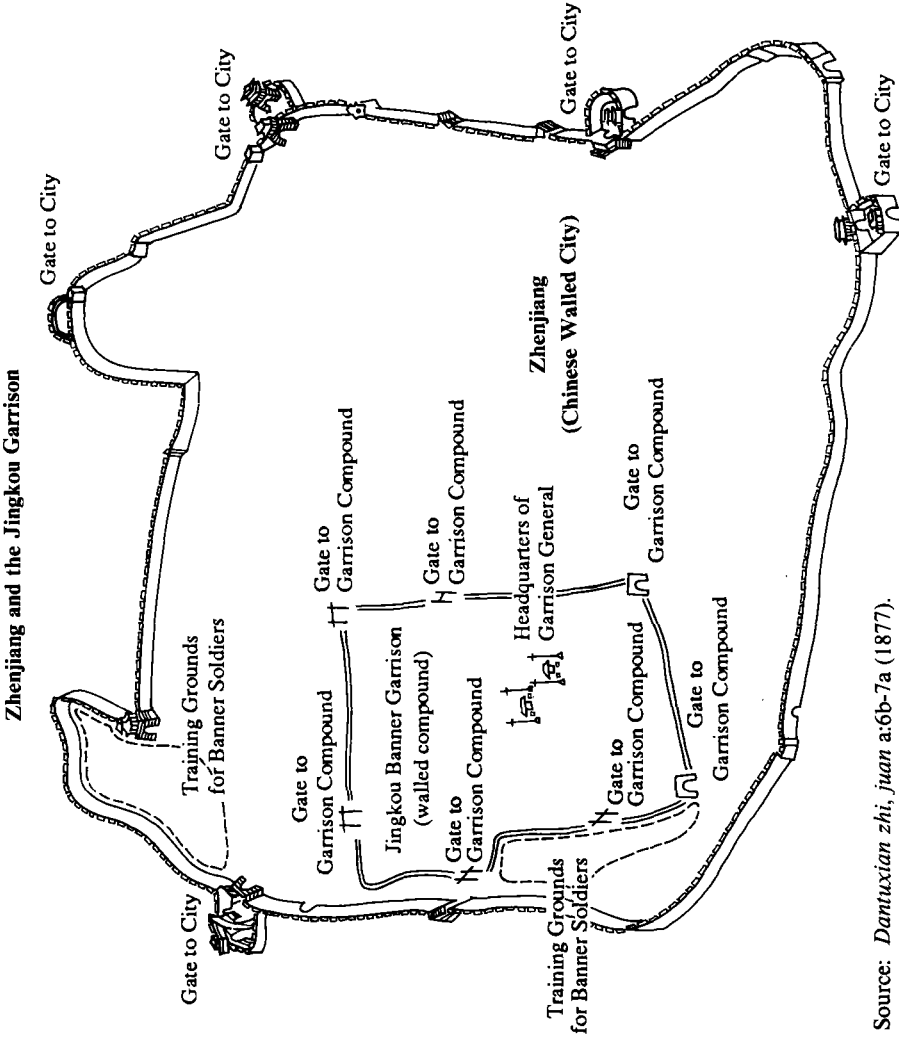 Zhenjiang and the Jingkou Garrison
Gate to City
Gate to City
Training Grounds
for Banner Soldiers
Gate to City
Gate to
Garrison Compound
Gate to
Garrison Compound
Jingkou Banner Garrison
(walled compound)
Gate to
Garrison Compound
Gate to
Garrison Compound
Headquarters of
Garrison General
Zhenjiang
(Chinese Walled City)
Training Grounds
for Banner Soldiers
Gate to City
Gate to
Garrison Compound
Gate to
Garrison Compound
Gate to
Garrison Compound
Gate to City
Source: Dantuxian zhi, juan a:6b-7a (1877).